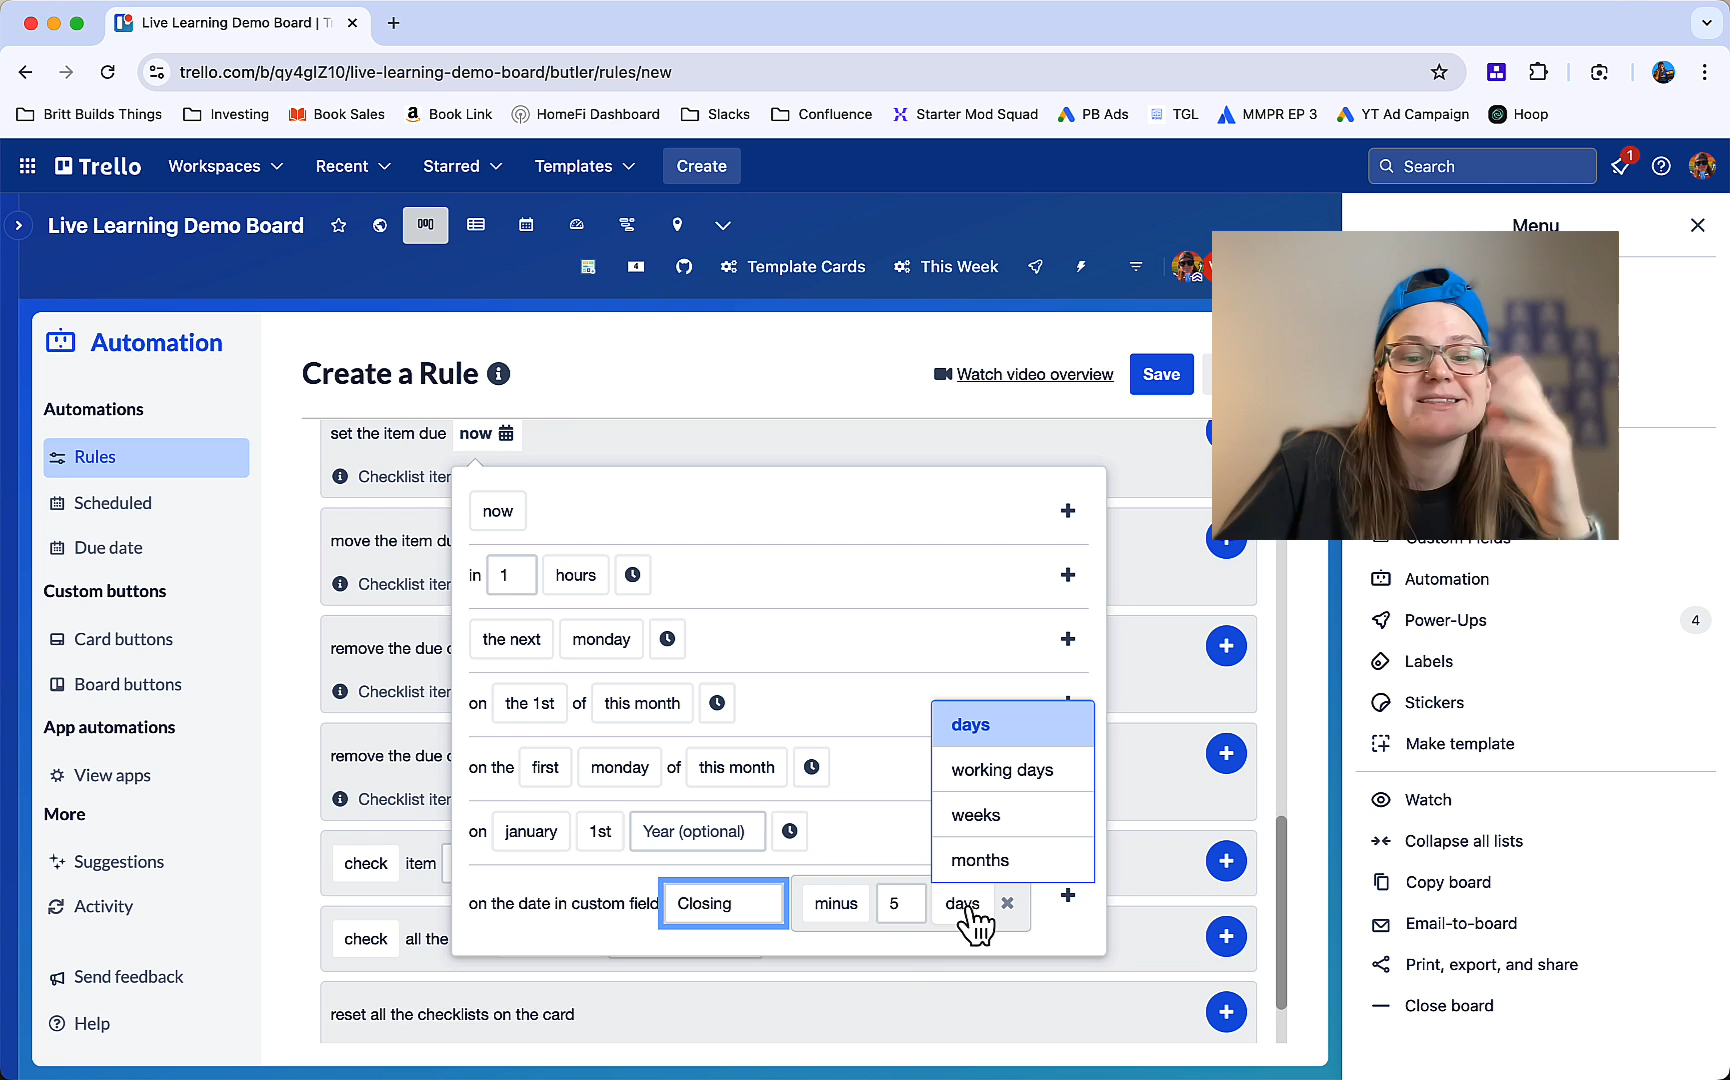 Live Learning Demo Board | Tr
trello.com/b/qy4gIZ10/live-learning-demo-board/butler/rules/new
Britt Builds Things
Investing
Book Sales
Book Link
HomeFi Dashboard
Slacks
Confluence
Starter Mod Squad
PB Ads
TGL
MMPR EP 3
YT Ad Campaign
Hoop
Trello
Workspaces
Recent
Starred
Templates
Create
Search
1
Live Learning Demo Board
Menu
4
Template Cards
This Week
Automation
Automations
Rules
Scheduled
Due date
Custom buttons
Card buttons
Board buttons
App automations
View apps
More
Suggestions
Activity
Send feedback
Help
Create a Rule
Watch video overview
Save
set the item due now
Checklist iter
move the item du
Checklist iter
remove the due
Checklist iter
remove the due
Checklist iter
check item
check all the
reset all the checklists on the card
now
in 1 hours
the next monday
on the 1st of this month
on the first monday of this month
on january 1st Year (optional)
on the date in custom field Closing minus 5 days
days
working days
weeks
months
Custom Fields
Automation
Power-Ups 4
Labels
Stickers
Make template
Watch
Collapse all lists
Copy board
Email-to-board
Print, export, and share
Close board